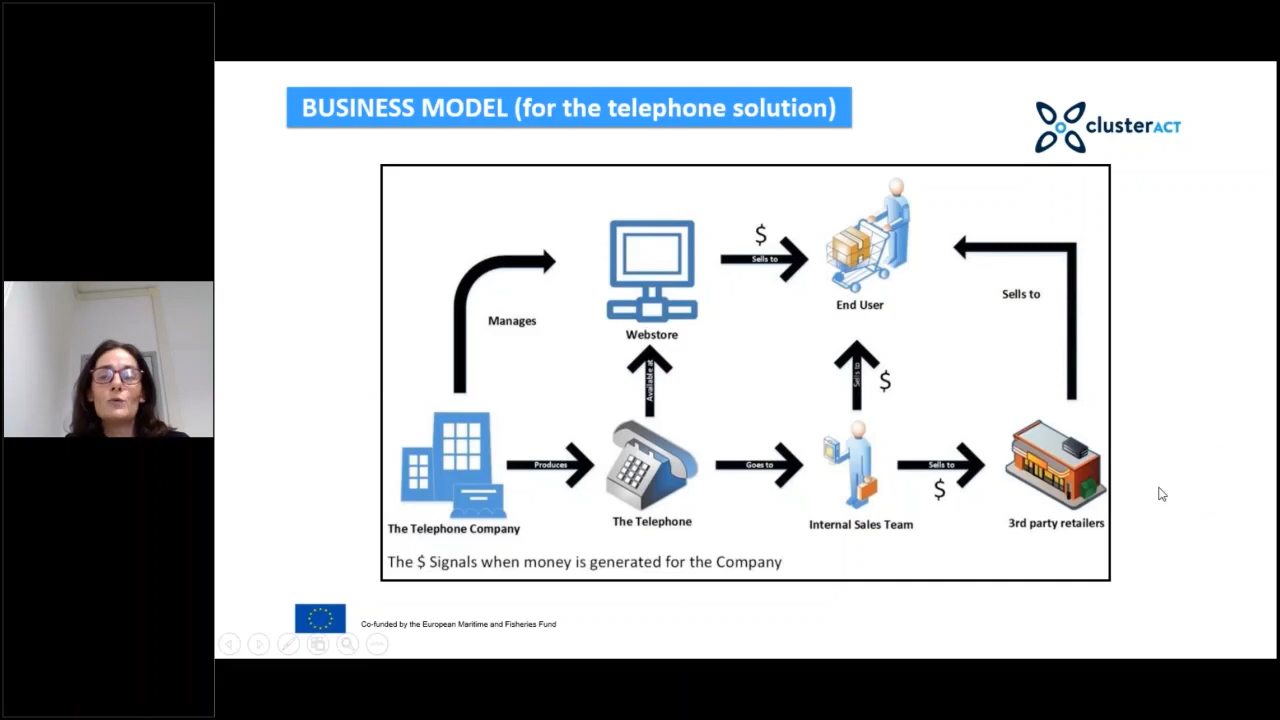 BUSINESS MODEL (for the telephone solution)
clusterACT
$
Sells to
End User
Sells to
Manages
Webstore
Available at
Sells to
$
Produces
Goes to
Sells to
$
The Telephone Company
The Telephone
Internal Sales Team
3rd party retailers
The $ Signals when money is generated for the Company
Co-funded by the European Maritime and Fisheries Fund